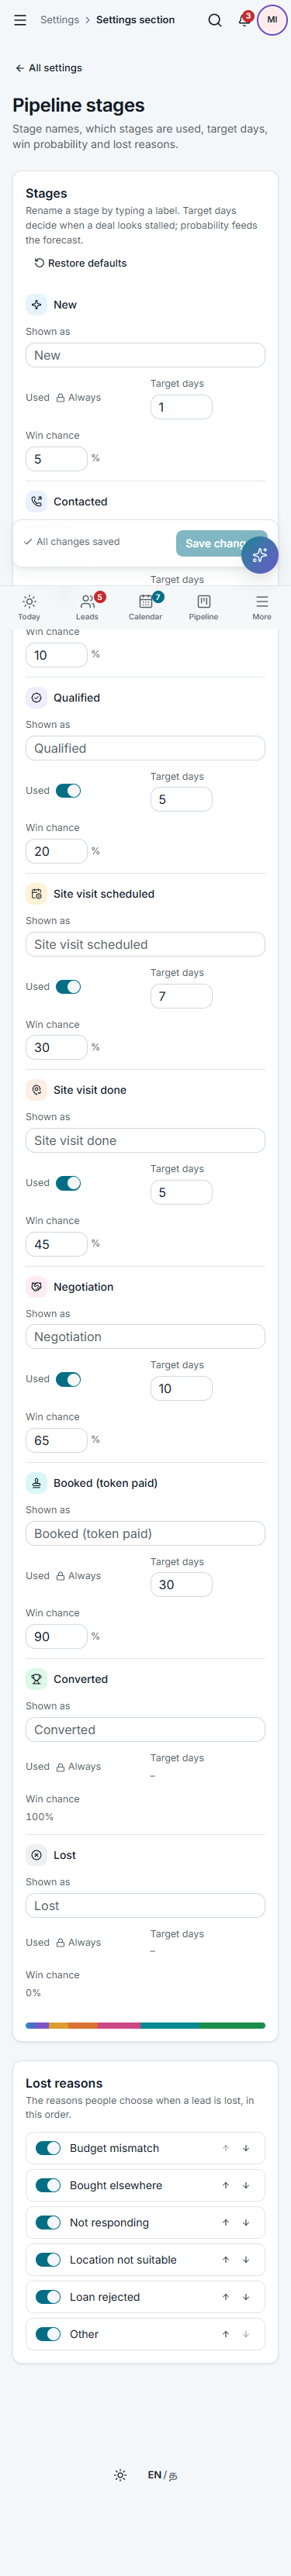 Settings > Settings section
3
MI
← All settings
Pipeline stages
Stage names, which stages are used, target days,
win probability and lost reasons.
Stages
Rename a stage by typing a label. Target days
decide when a deal looks stalled; probability feeds
the forecast.
Restore defaults
New
Shown as
New
Used Always
Target days
1
Win chance
5 %
Contacted
All changes saved
Save
Target days
Today
5
Leads
7
Calendar
Pipeline
More
Win chance
10 %
Qualified
Shown as
Qualified
Used
Target days
5
Win chance
20 %
Site visit scheduled
Shown as
Site visit scheduled
Used
Target days
7
Win chance
30 %
Site visit done
Shown as
Site visit done
Used
Target days
5
Win chance
45 %
Negotiation
Shown as
Negotiation
Used
Target days
10
Win chance
65 %
Booked (token paid)
Shown as
Booked (token paid)
Used Always
Target days
30
Win chance
90 %
Converted
Shown as
Converted
Used Always
Target days
–
Win chance
100%
Lost
Shown as
Lost
Used Always
Target days
–
Win chance
0%
Lost reasons
The reasons people choose when a lead is lost, in
this order.
Budget mismatch ↑ ↓
Bought elsewhere ↑ ↓
Not responding ↑ ↓
Location not suitable ↑ ↓
Loan rejected ↑ ↓
Other ↑ ↓
EN / த